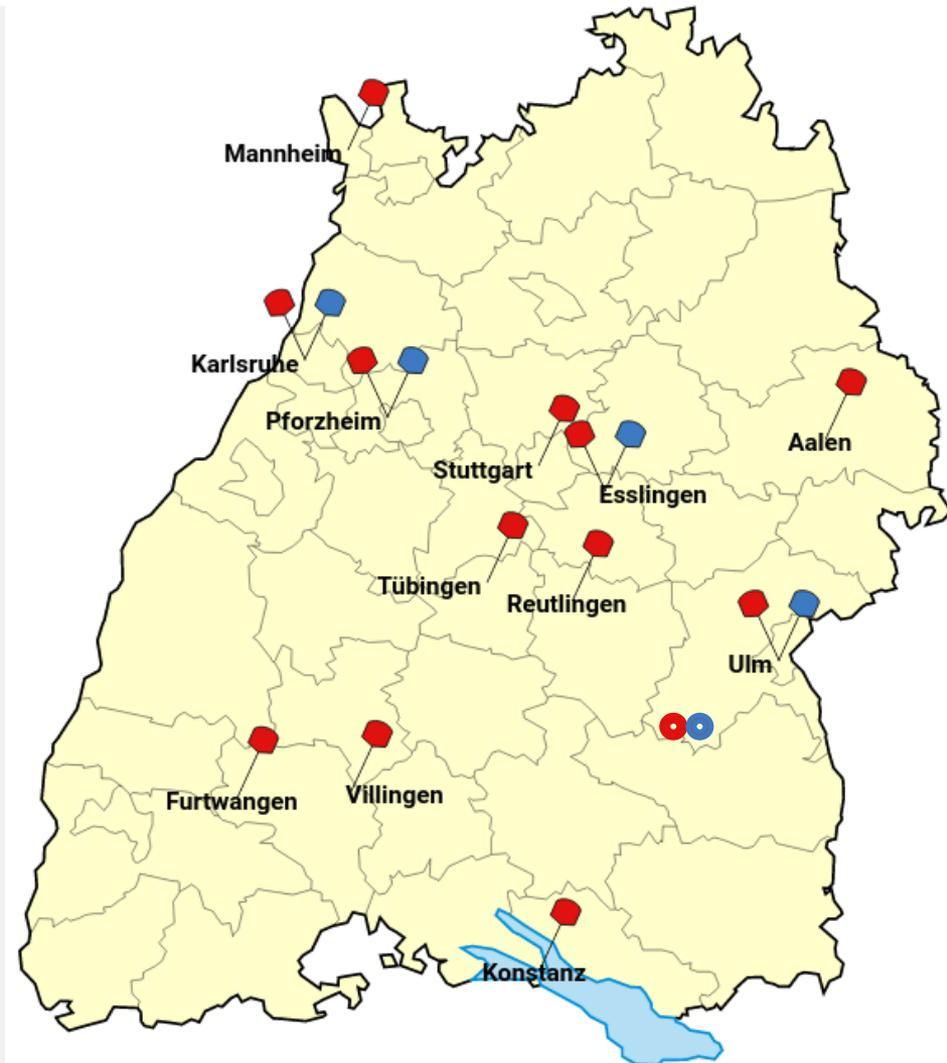 Mannheim
Karlsruhe
Pforzheim
Aalen
Stuttgart
Esslingen
Tübingen
Reutlingen
Ulm
Furtwangen
Villingen
Konstanz